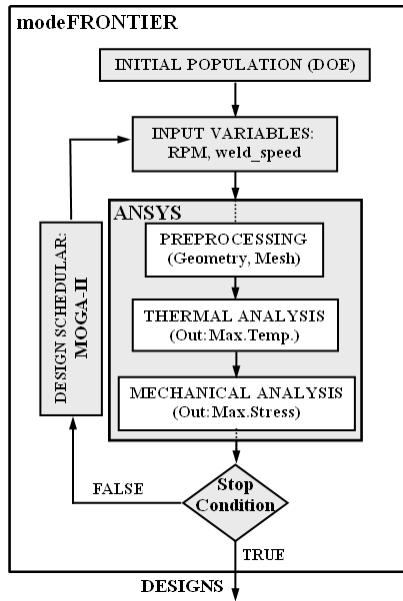 modeFRONTIER
INITIAL POPULATION (DOE)
INPUT VARIABLES:
RPM, weld_speed
ANSYS
PREPROCESSING
(Geometry, Mesh)
THERMAL ANALYSIS
(Out:Max.Temp.)
MECHANICAL ANALYSIS
(Out:Max.Stress)
DESIGN SCHEDULAR:
MOGA-II
Stop
Condition
FALSE
TRUE
DESIGNS